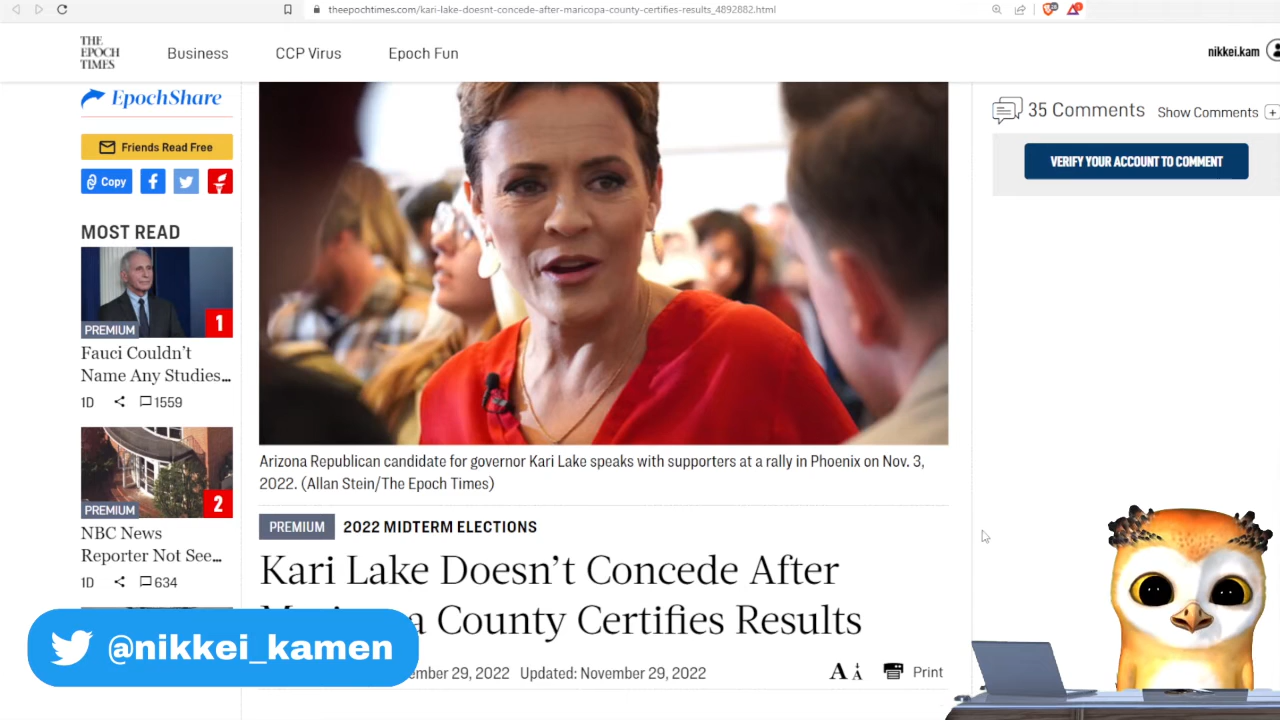 theepochtimes.com/kari-lake-doesnt-concede-after-maricopa-county-certifies-results_4892882.html
THE
EPOCH
TIMES
Business
CCP Virus
Epoch Fun
nikkei.kam
EpochShare
Friends Read Free
Copy
MOST READ
PREMIUM
1
Fauci Couldn't
Name Any Studies...
1D
1559
PREMIUM
2
NBC News
Reporter Not See...
1D
634
Arizona Republican candidate for governor Kari Lake speaks with supporters at a rally in Phoenix on Nov. 3,
2022. (Allan Stein/The Epoch Times)
PREMIUM 2022 MIDTERM ELECTIONS
Kari Lake Doesn't Concede After
County Certifies Results
29, 2022 Updated: November 29, 2022
A A
Print
35 Comments
Show Comments +
VERIFY YOUR ACCOUNT TO COMMENT
@nikkei_kamen